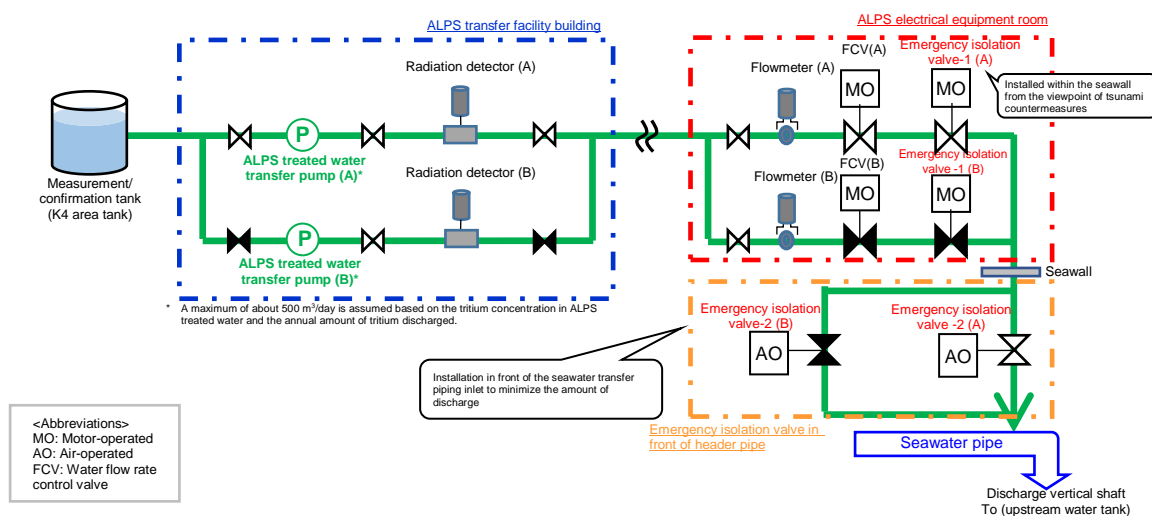 ALPS transfer facility building
ALPS electrical equipment room
Radiation detector (A)
FCV(A)
Emergency isolation
valve-1 (A)
Flowmeter (A)
MO
MO
Installed within the seawall
from the viewpoint of tsunami
countermeasures
P
ALPS treated water
transfer pump (A)*
Measurement/
confirmation tank
(K4 area tank)
Radiation detector (B)
FCV(B)
Emergency isolation
valve -1 (B)
Flowmeter (B)
MO
MO
P
ALPS treated water
transfer pump (B)*
Seawall
* A maximum of about 500 m³/day is assumed based on the tritium concentration in ALPS
treated water and the annual amount of tritium discharged.
Emergency isolation
valve-2 (B)
Emergency isolation
valve -2 (A)
AO
AO
Installation in front of the seawater transfer
piping inlet to minimize the amount of
discharge
<Abbreviations>
MO: Motor-operated
AO: Air-operated
FCV: Water flow rate
control valve
Emergency isolation valve in
front of header pipe
Seawater pipe
Discharge vertical shaft
To (upstream water tank)